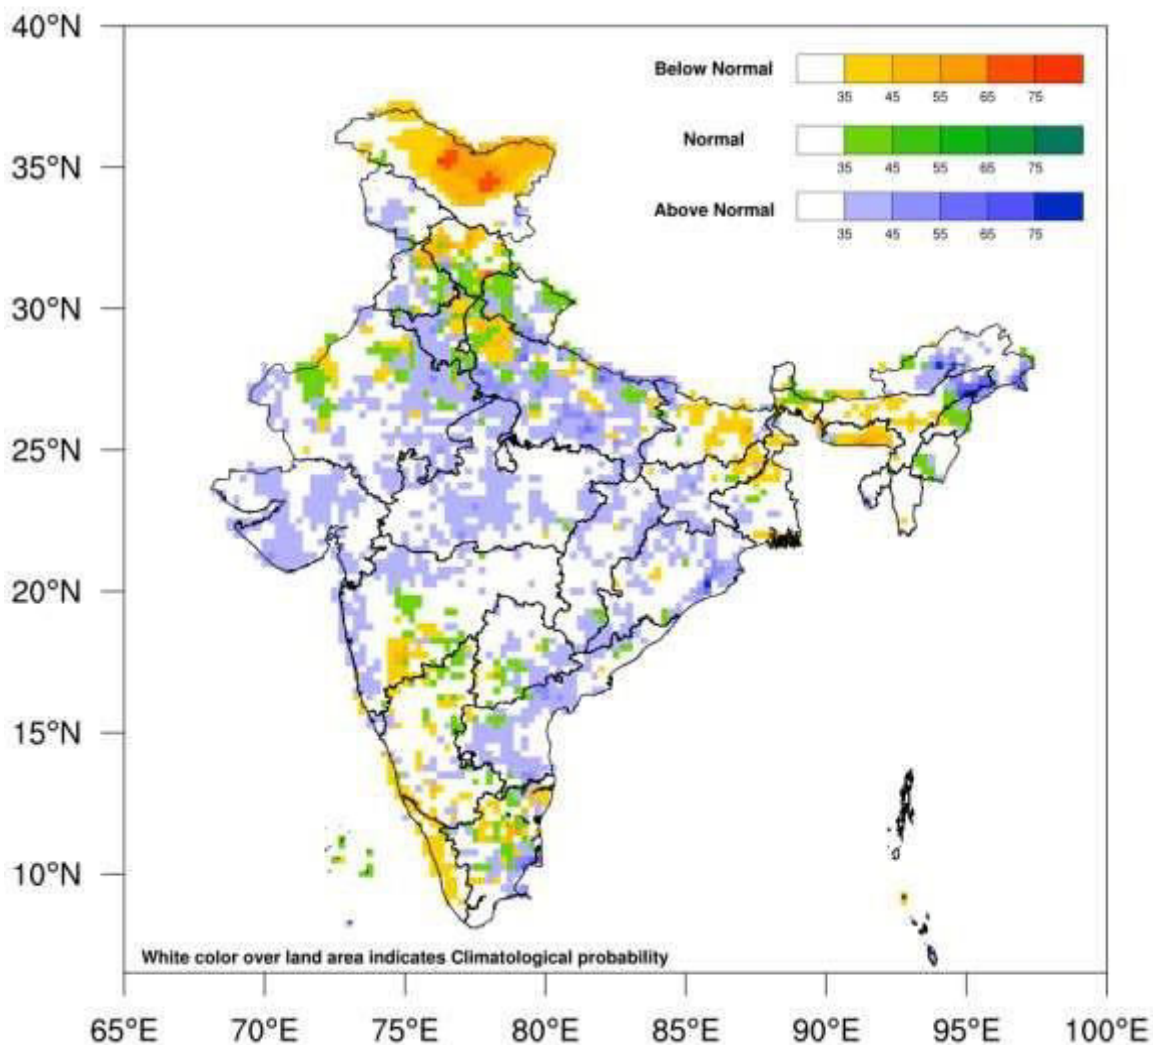 40°N
35°N
30°N
25°N
20°N
15°N
10°N
Below Normal
35 45 55 65 75
Normal
35 45 55 65 75
Above Normal
35 45 55 65 75
White color over land area indicates Climatological probability
65°E 70°E 75°E 80°E 85°E 90°E 95°E 100°E